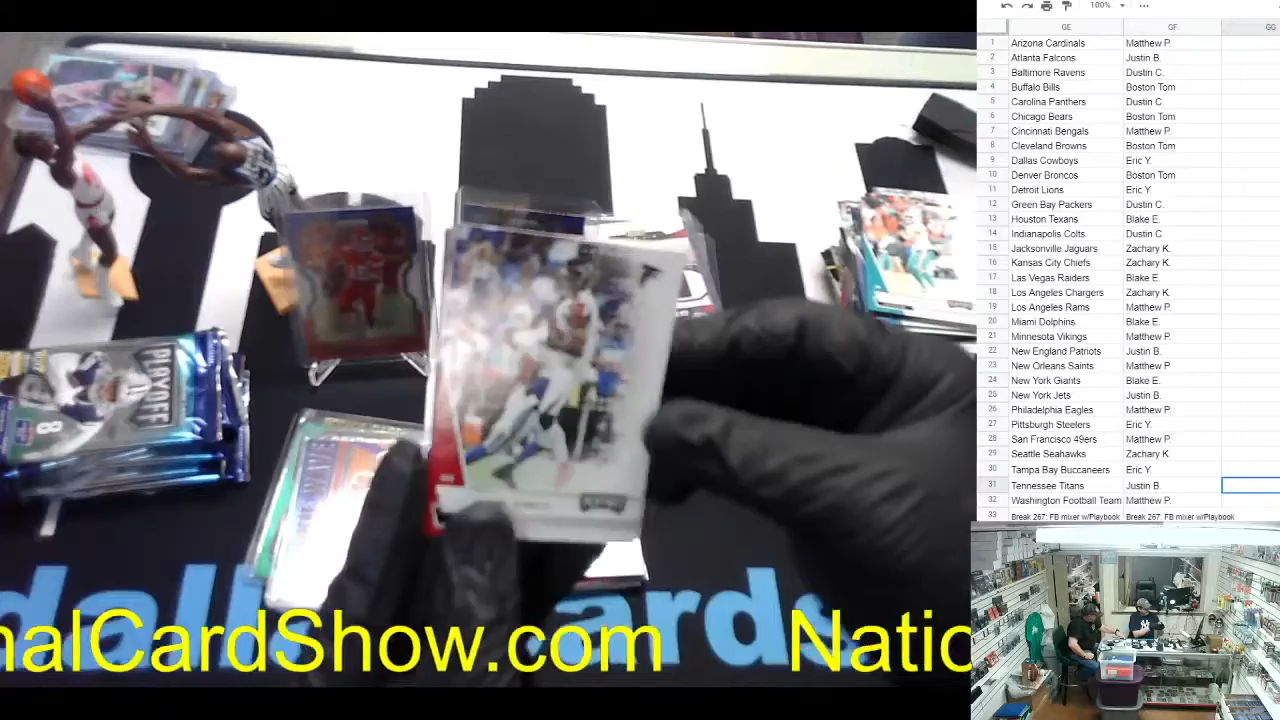 100%
GE GF GG
1 Arizona Cardinals Matthew P.
2 Atlanta Falcons Justin B.
3 Baltimore Ravens Dustin C.
4 Buffalo Bills Boston Tom
5 Carolina Panthers Dustin C.
6 Chicago Bears Boston Tom
7 Cincinnati Bengals Matthew P.
8 Cleveland Browns Boston Tom
9 Dallas Cowboys Eric Y.
10 Denver Broncos Boston Tom
11 Detroit Lions Eric Y.
12 Green Bay Packers Dustin C.
13 Houston Texans Blake E.
14 Indianapolis Colts Dustin C
15 Jacksonville Jaguars Zachary K.
16 Kansas City Chiefs Zachary K.
17 Las Vegas Raiders Blake E.
18 Los Angeles Chargers Zachary K.
19 Los Angeles Rams Matthew P.
20 Miami Dolphins Blake E.
21 Minnesota Vikings Matthew P.
22 New England Patriots Justin B.
23 New Orleans Saints Matthew P
24 New York Giants Blake E.
25 New York Jets Justin B.
26 Philadelphia Eagles Matthew P.
27 Pittsburgh Steelers Eric Y.
28 San Francisco 49ers Matthew P.
29 Seattle Seahawks Zachary K.
30 Tampa Bay Buccaneers Eric Y.
31 Tennessee Titans Justin B.
32 Washington Football Team Matthew P.
33 Break 267: FB mixer w/Playbook Break 267: FB mixer w/Playbook
PLAYOFF
8
ards
nalCardShow.com Natio